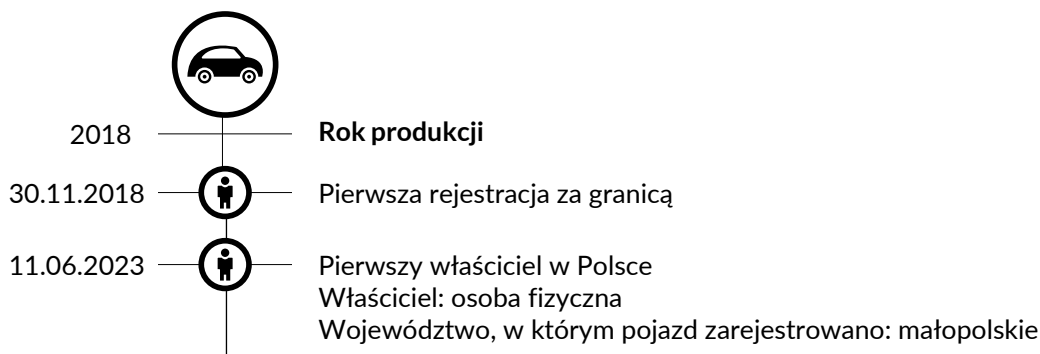 2018 Rok produkcji
30.11.2018 Pierwsza rejestracja za granicą
11.06.2023 Pierwszy właściciel w Polsce
Właściciel: osoba fizyczna
Województwo, w którym pojazd zarejestrowano: małopolskie